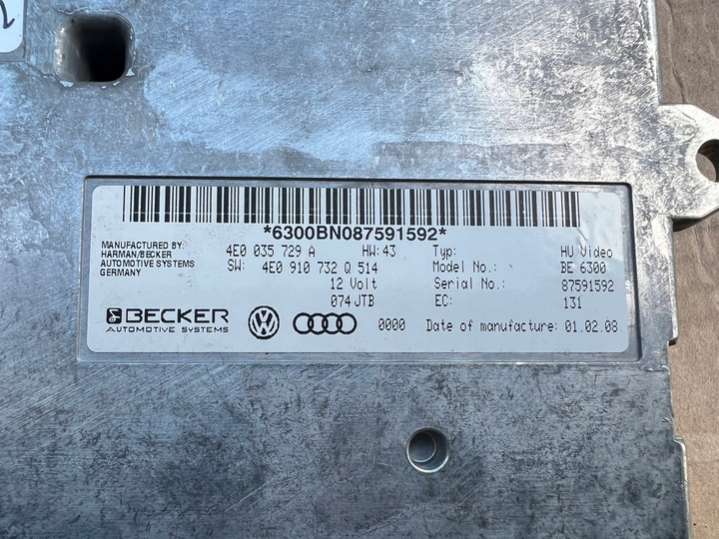 *6300BN087591592*
MANUFACTURED BY:
HARMAN/BECKER
AUTOMOTIVE SYSTEMS
GERMANY
4E0 035 729 A HW:43 Typ: HU Video
SW: 4E0 910 732 Q 514 Model No.: BE 6300
12 Volt Serial No.: 87591592
074JTB EC: 131
BECKER
AUTOMOTIVE SYSTEMS
0000 Date of manufacture: 01.02.08